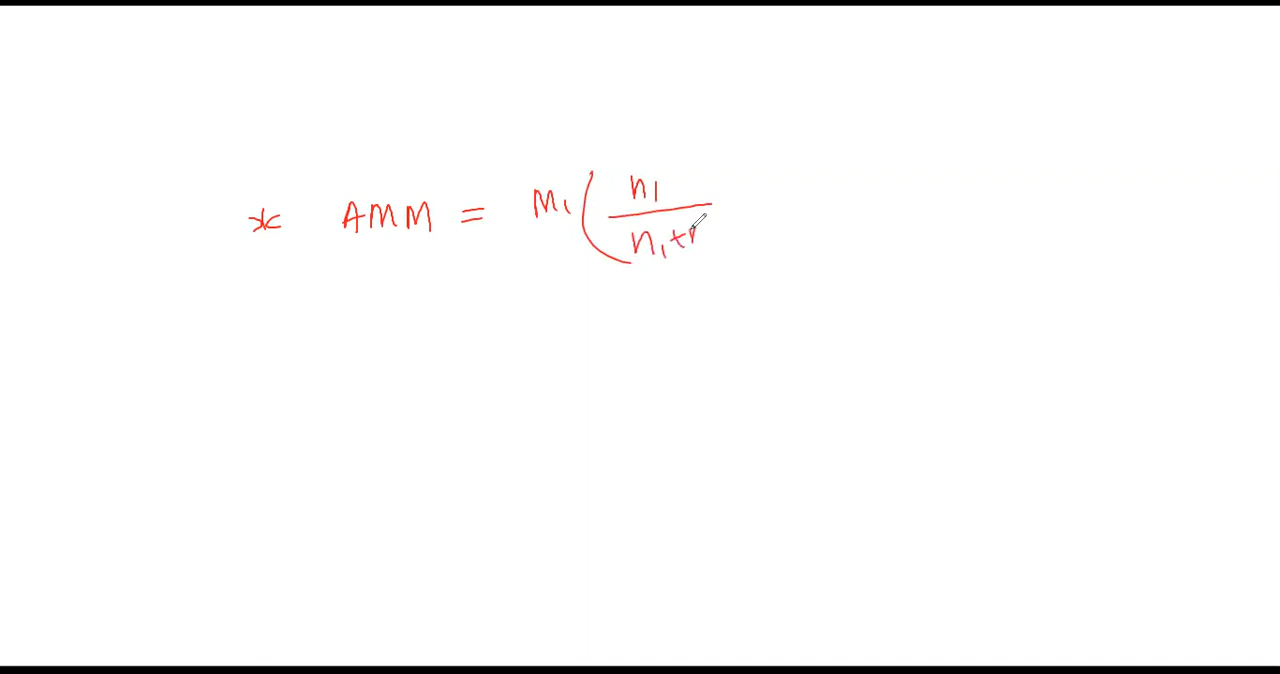 * AMM = M₁ ( n₁ / n₁+